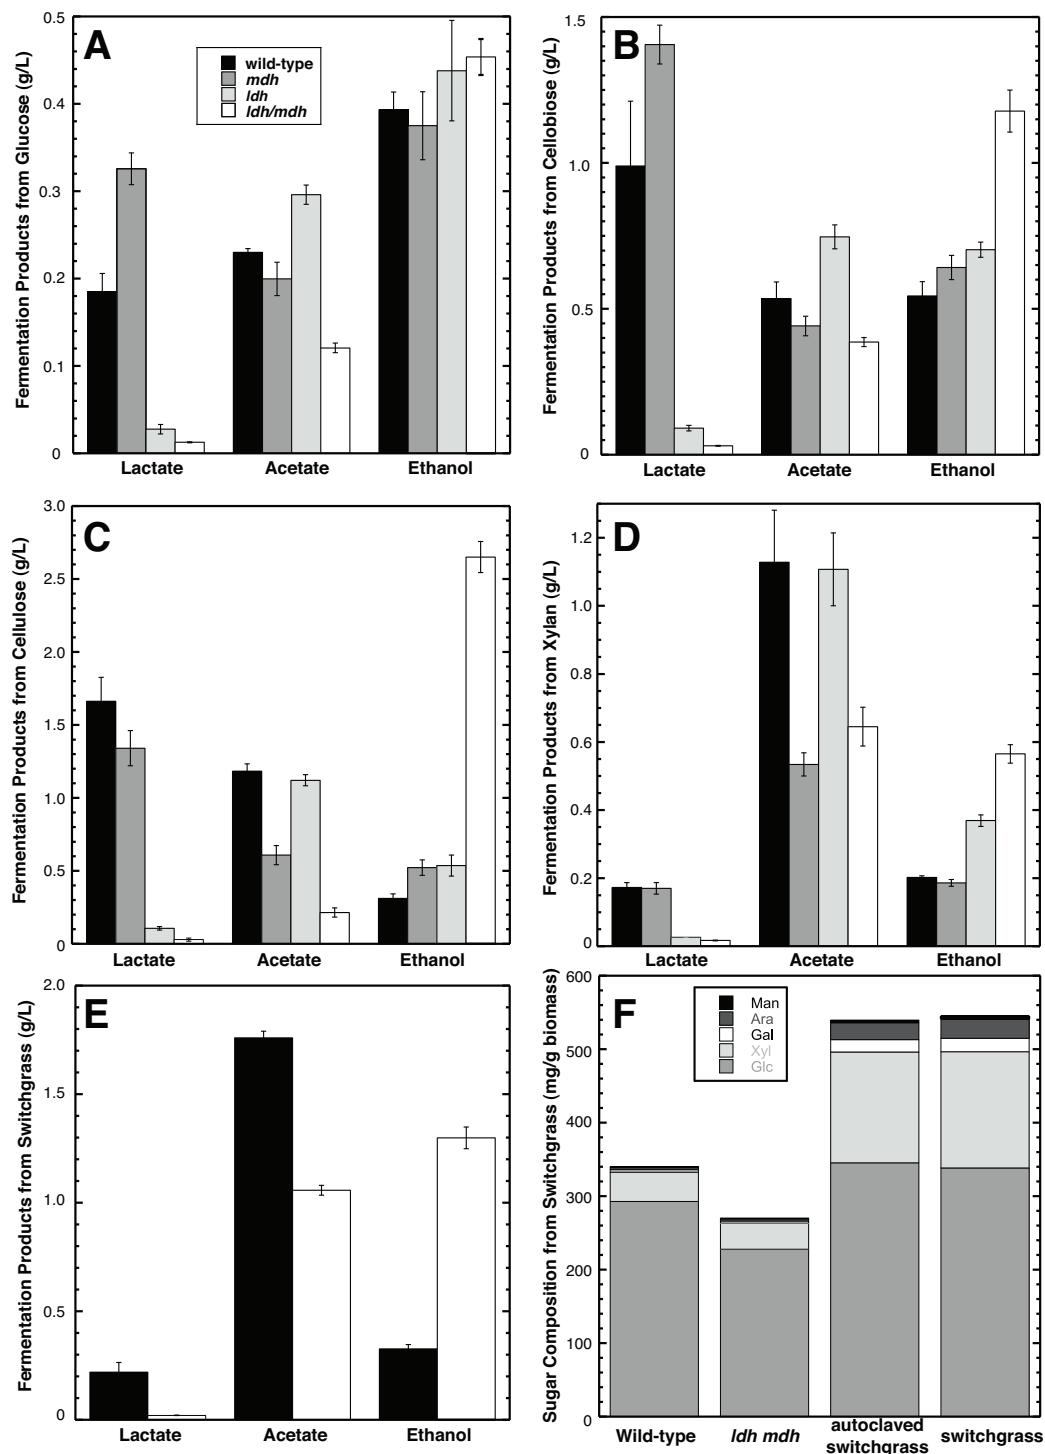 A
Fermentation Products from Glucose (g/L)
0.5
0.4
0.3
0.2
0.1
0
wild-type
mdh
ldh
ldh/mdh
Lactate Acetate Ethanol
B
Fermentation Products from Cellobiose (g/L)
1.5
1.0
0.5
0
Lactate Acetate Ethanol
C
Fermentation Products from Cellulose (g/L)
3.0
2.5
2.0
1.5
1.0
0.5
0
Lactate Acetate Ethanol
D
Fermentation Products from Xylan (g/L)
1.2
1.0
0.8
0.6
0.4
0.2
0
Lactate Acetate Ethanol
E
Fermentation Products from Switchgrass (g/L)
2.0
1.5
1.0
0.5
0
Lactate Acetate Ethanol
F
Sugar Composition from Switchgrass (mg/g biomass)
600
500
400
300
200
100
0
Man
Ara
Gal
Xyl
Glc
Wild-type ldh mdh autoclaved switchgrass switchgrass